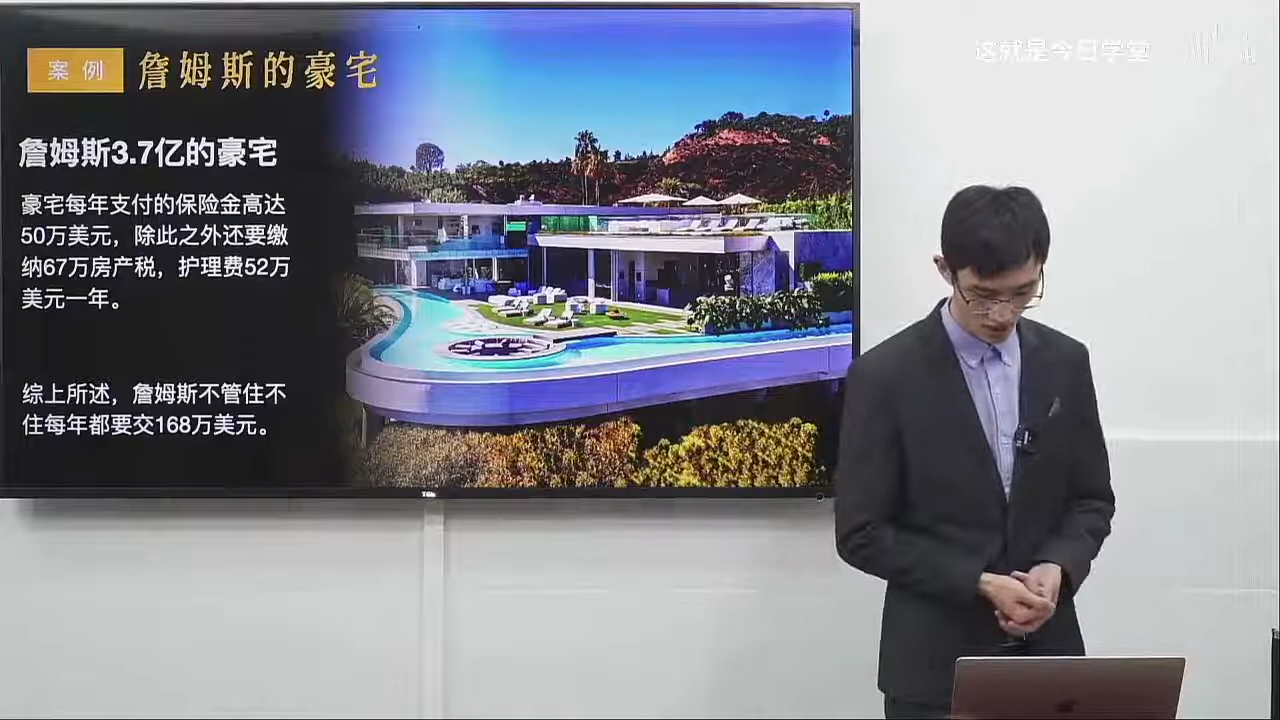 案例 詹姆斯的豪宅
这就是今日学堂
詹姆斯3.7亿的豪宅
豪宅每年支付的保险金高达
50万美元，除此之外还要缴
纳67万房产税，护理费52万
美元一年。
综上所述，詹姆斯不管住不
住每年都要交168万美元。